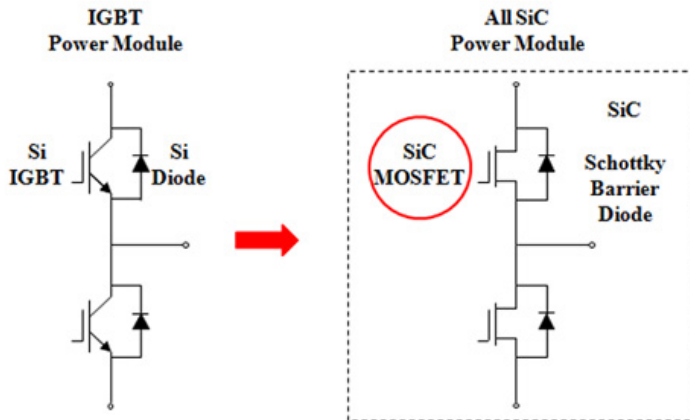 IGBT
Power Module
Si
IGBT
Si
Diode
All SiC
Power Module
SiC
MOSFET
SiC
Schottky
Barrier
Diode